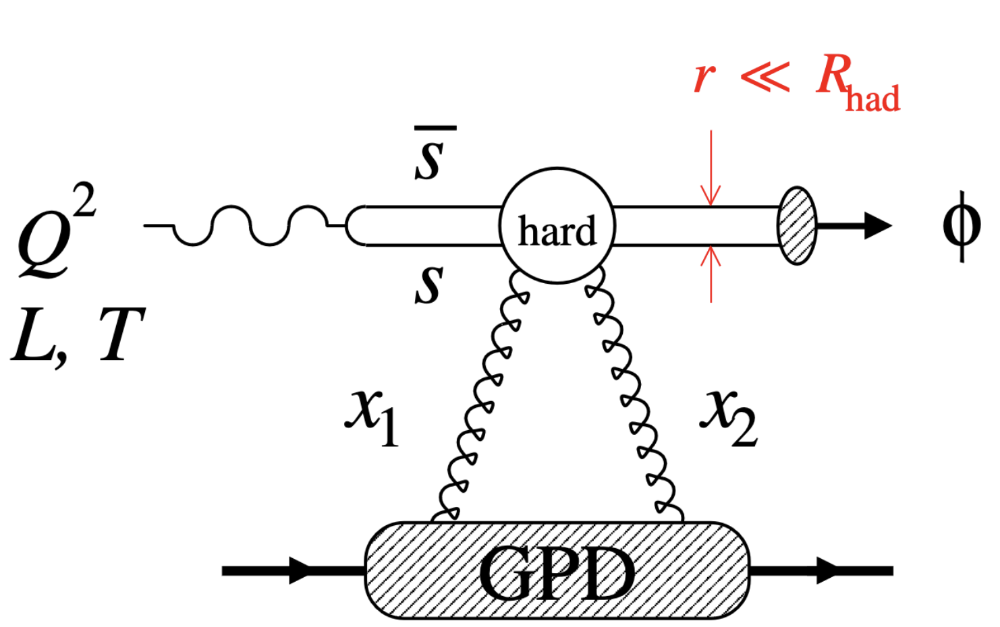 r ≪ R_had
s̅
Q²
hard
ϕ
s
L, T
x₁
x₂
GPD